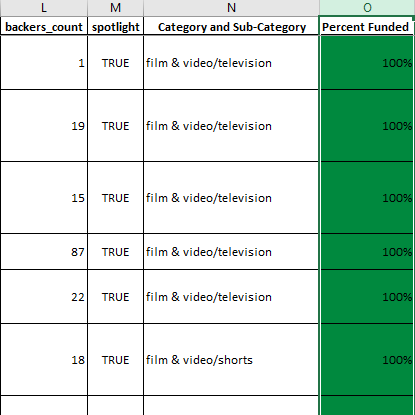 L M N O
backers_count spotlight Category and Sub-Category Percent Funded
1 TRUE film & video/television 100%
19 TRUE film & video/television 100%
15 TRUE film & video/television 100%
87 TRUE film & video/television 100%
22 TRUE film & video/television 100%
18 TRUE film & video/shorts 100%